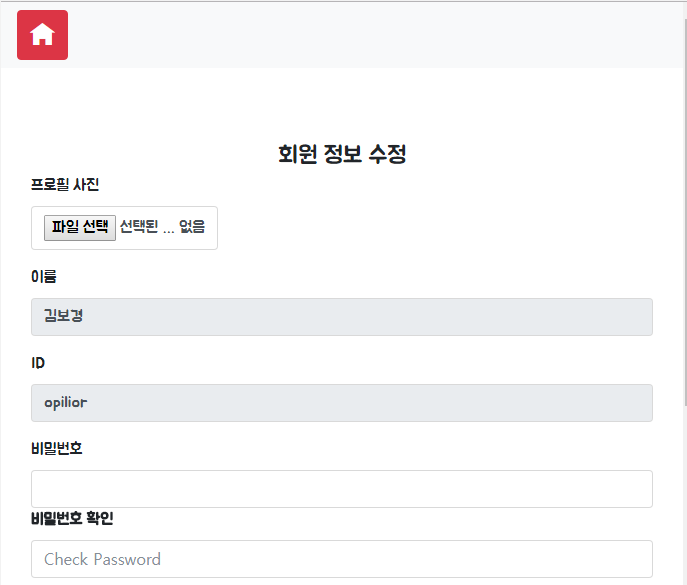 회원 정보 수정
프로필 사진
파일 선택 선택된 ... 없음
이름
김보경
ID
opilior
비밀번호
비밀번호 확인
Check Password